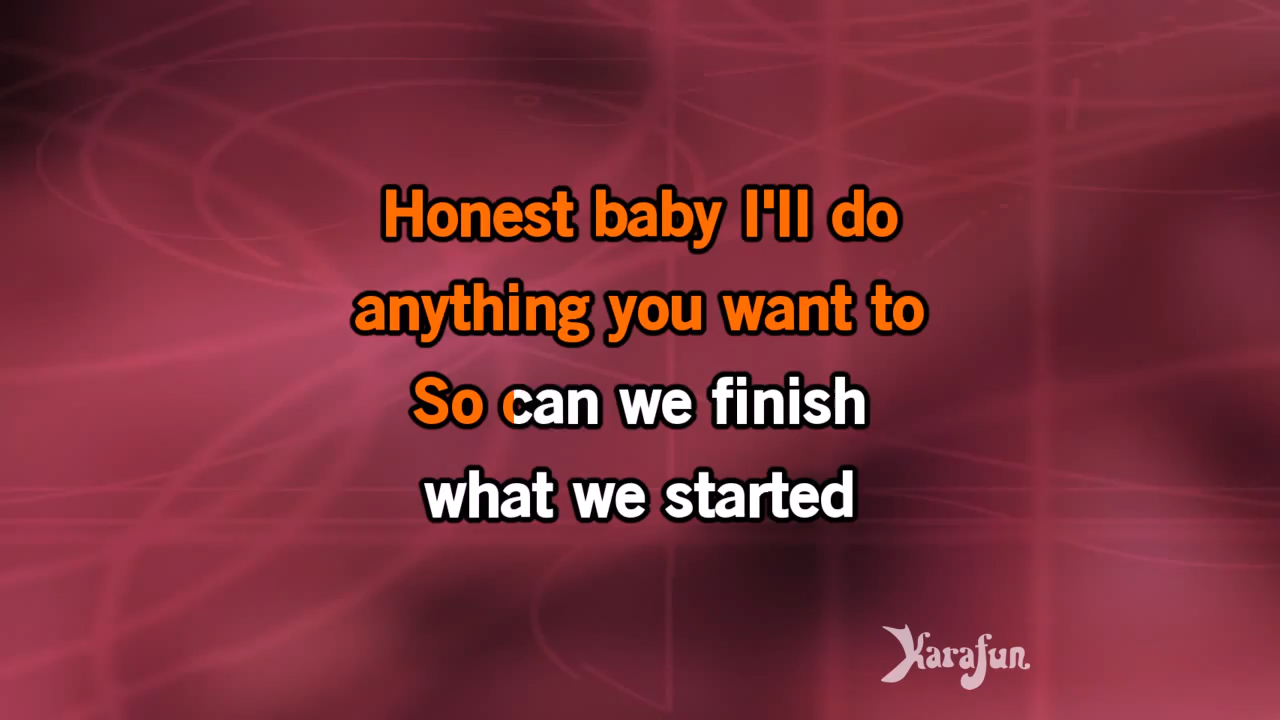 Honest baby I'll do
anything you want to
So can we finish
what we started
Karafun